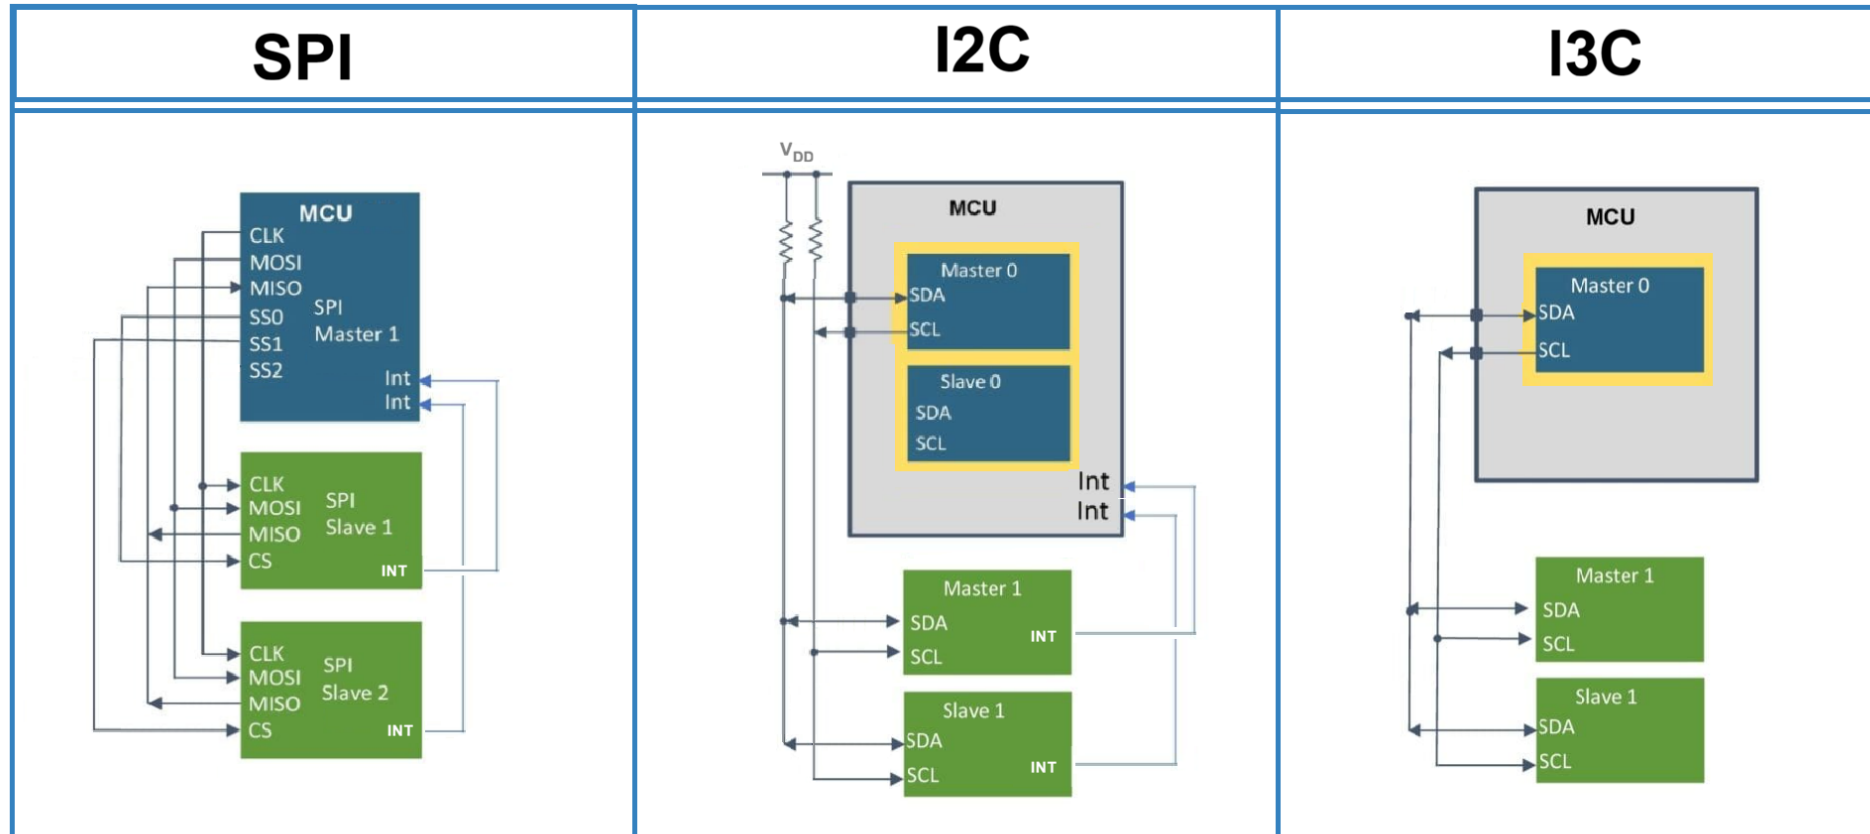 SPI
I2C
I3C
MCU
CLK
MOSI
MISO
SPI
SS0
Master 1
SS1
SS2
Int
Int
CLK
SPI
MOSI
Slave 1
MISO
CS
INT
CLK
SPI
MOSI
Slave 2
MISO
CS
INT
VDD
MCU
Master 0
SDA
SCL
Slave 0
SDA
SCL
Int
Int
Master 1
SDA
INT
SCL
Slave 1
SDA
INT
SCL
MCU
Master 0
SDA
SCL
Master 1
SDA
SCL
Slave 1
SDA
SCL